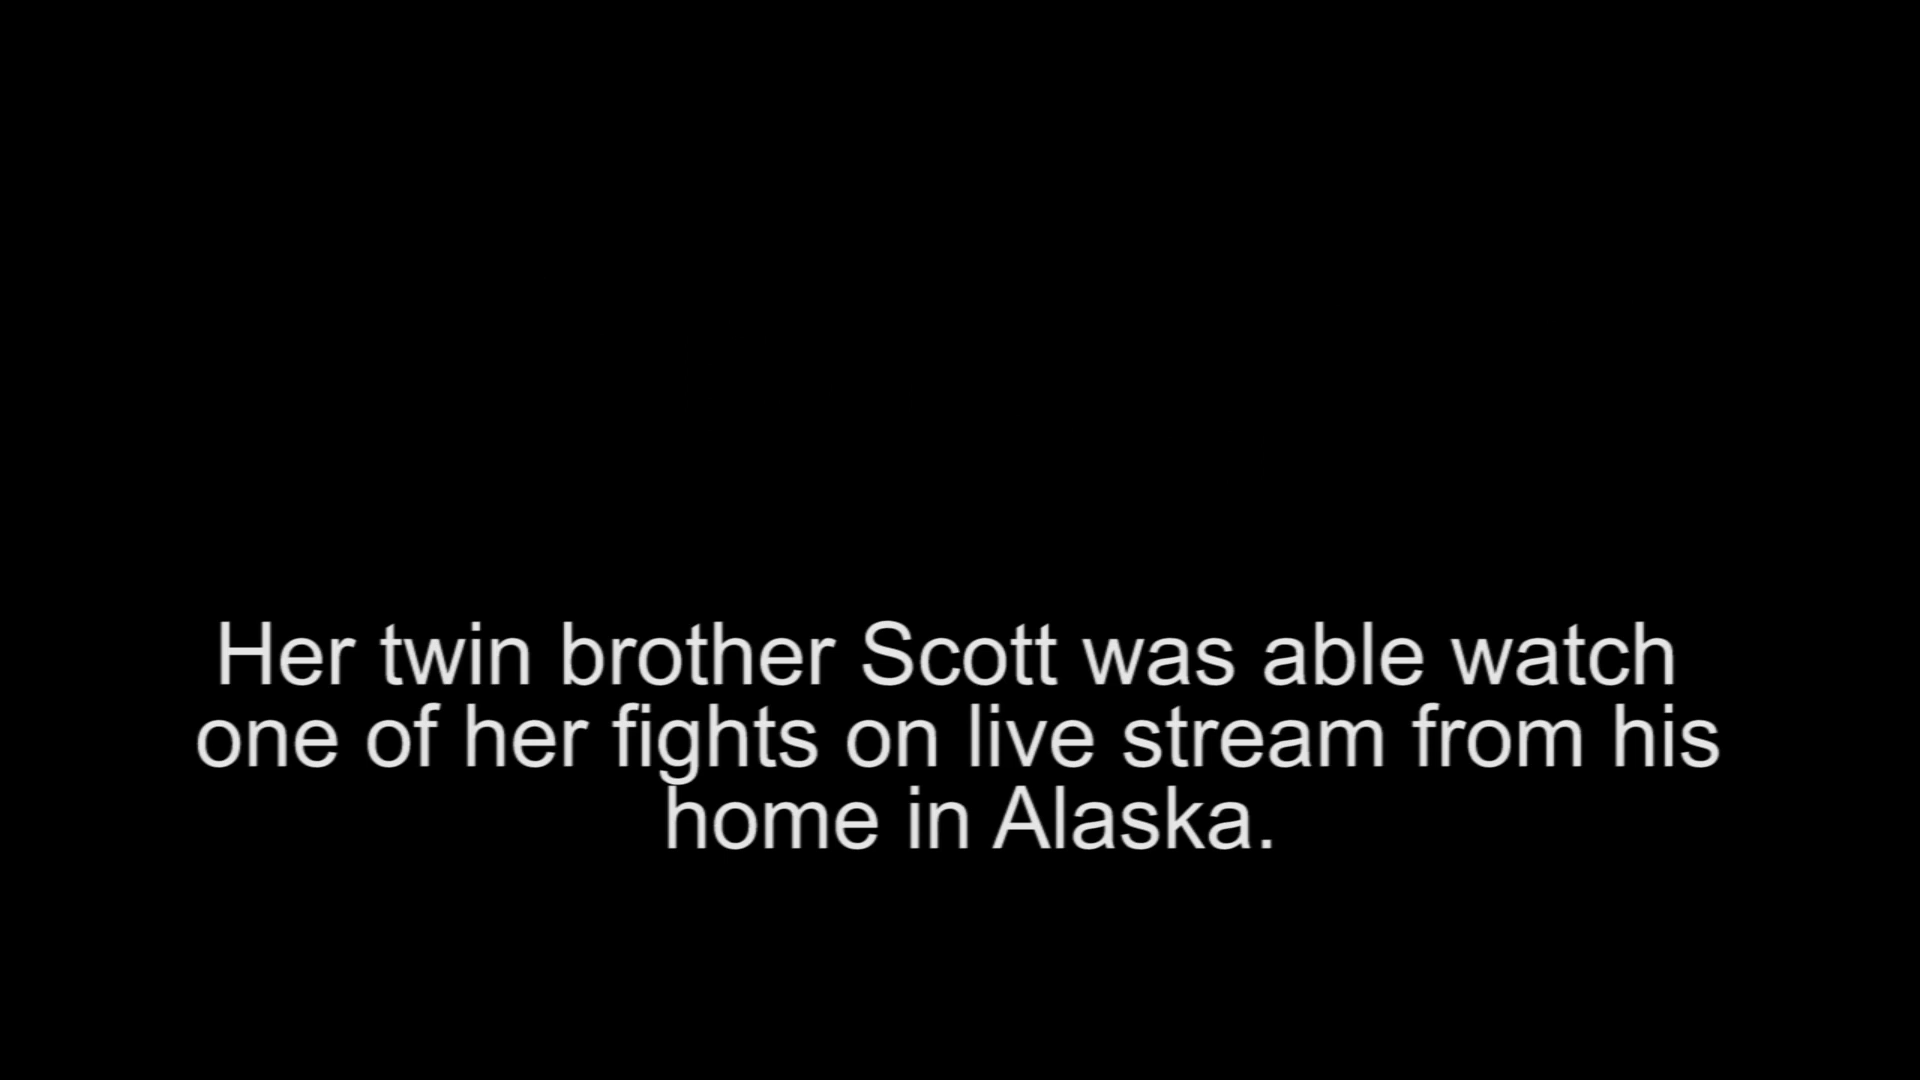 Her twin brother Scott was able watch
one of her fights on live stream from his
home in Alaska.